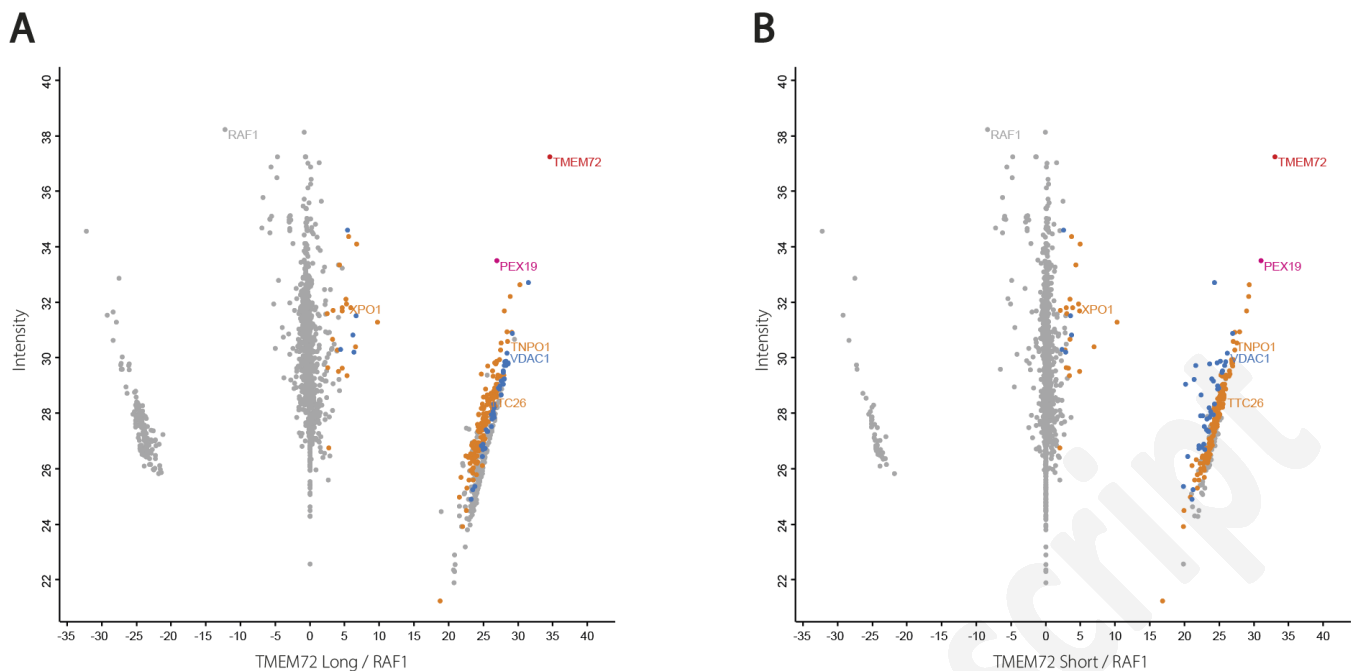 A
40
38
36
34
32
30
28
26
24
22
Intensity
RAF1
TMEM72
PEX19
XPO1
TNPO1
VDAC1
TC26
-35 -30 -25 -20 -15 -10 -5 0 5 10 15 20 25 30 35 40
TMEM72 Long / RAF1
B
40
38
36
34
32
30
28
26
24
22
Intensity
RAF1
TMEM72
PEX19
XPO1
TNPO1
VDAC1
TTC26
-35 -30 -25 -20 -15 -10 -5 0 5 10 15 20 25 30 35 40
TMEM72 Short / RAF1
script